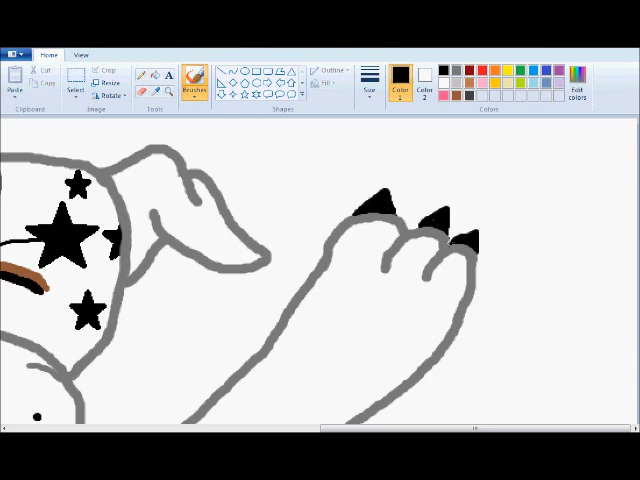 Home View
Paste Cut Copy
Clipboard
Select Crop Resize Rotate
Image
A
Tools
Brushes
Outline Fill
Shapes
Size
Color 1
Color 2
Edit colors
Colors